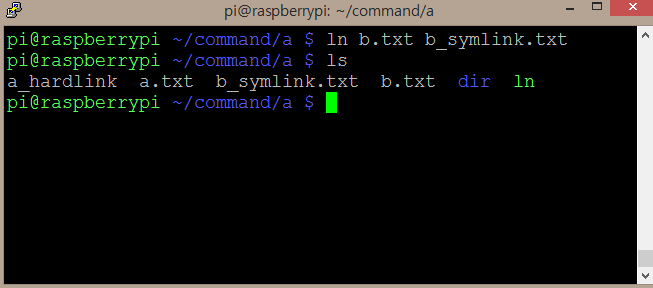 pi@raspberrypi: ~/command/a
pi@raspberrypi ~/command/a $ ln b.txt b_symlink.txt
pi@raspberrypi ~/command/a $ ls
a_hardlink  a.txt  b_symlink.txt  b.txt  dir  ln
pi@raspberrypi ~/command/a $